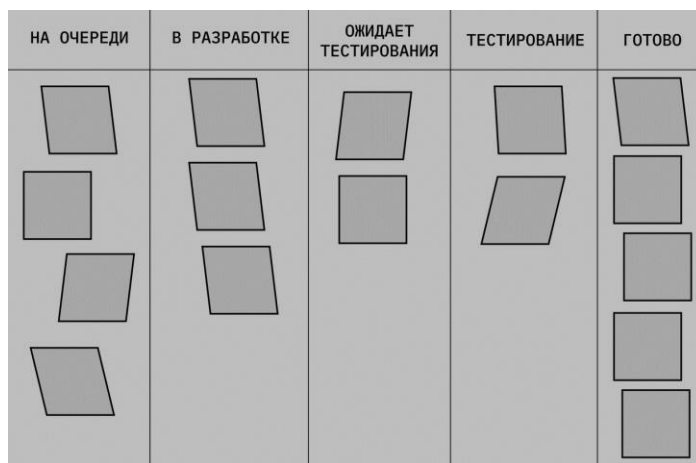 НА ОЧЕРЕДИ
В РАЗРАБОТКЕ
ОЖИДАЕТ
ТЕСТИРОВАНИЯ
ТЕСТИРОВАНИЕ
ГОТОВО